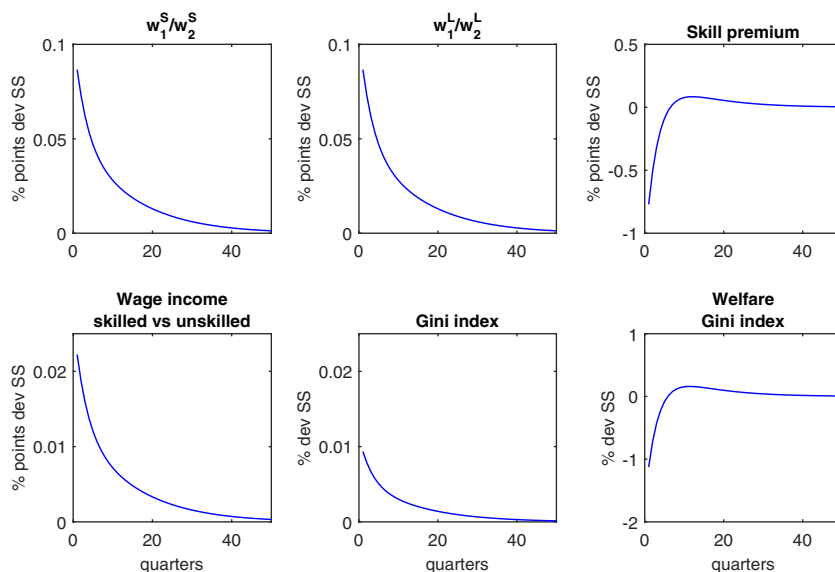 w₁ˢ/w₂ˢ
% points dev SS
0.1
0.05
0
0
20
40
w₁ᴸ/w₂ᴸ
0.1
0.05
0
0
20
40
Skill premium
% points dev SS
0.5
0
-0.5
-1
0
20
40
Wage income
skilled vs unskilled
% points dev SS
0.02
0.01
0
0
20
40
quarters
Gini index
% dev SS
0.02
0.01
0
0
20
40
quarters
Welfare
Gini index
% dev SS
1
0
-1
-2
0
20
40
quarters